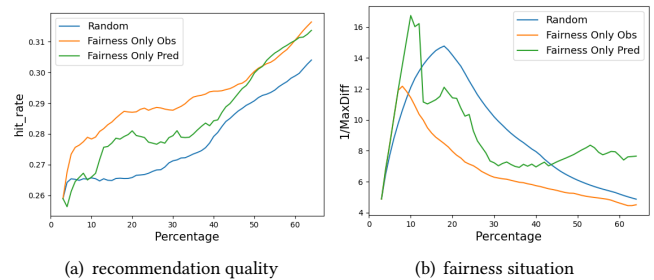 Random
Fairness Only Obs
Fairness Only Pred
hit_rate
0.31
0.30
0.29
0.28
0.27
0.26
0 10 20 30 40 50 60
Percentage
(a) recommendation quality
Random
Fairness Only Obs
Fairness Only Pred
1/MaxDiff
16
14
12
10
8
6
4
0 10 20 30 40 50 60
Percentage
(b) fairness situation